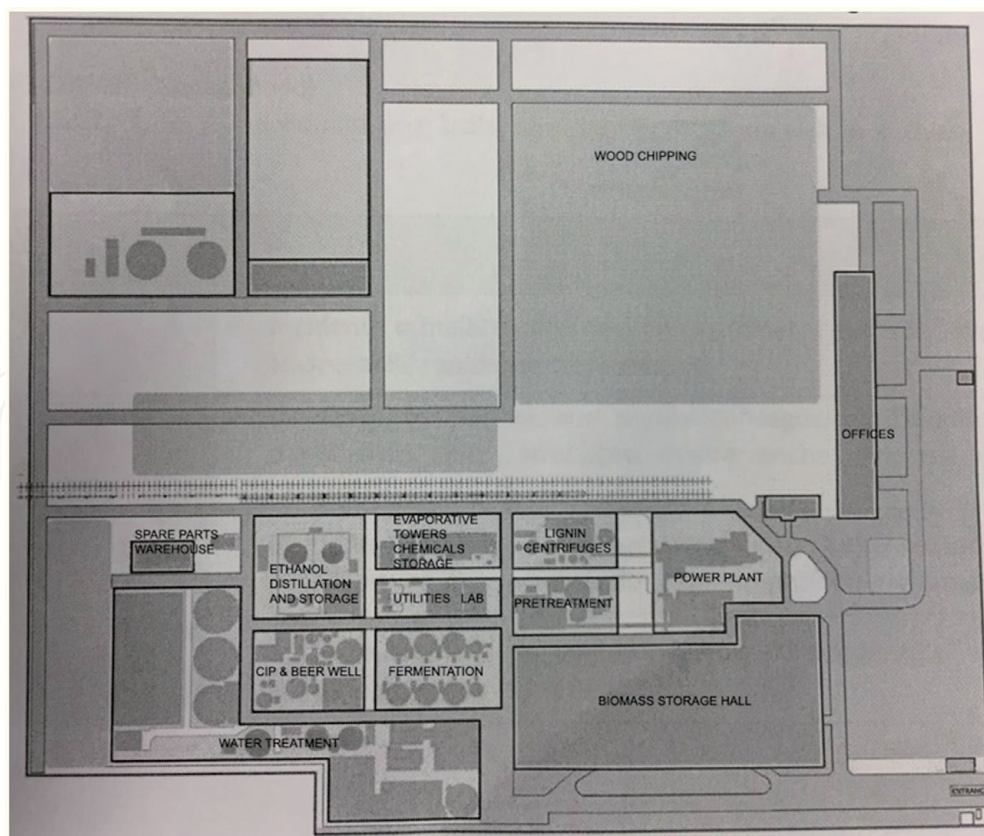 WOOD CHIPPING
OFFICES
SPARE PARTS
WAREHOUSE
ETHANOL
DISTILLATION
AND STORAGE
EVAPORATIVE
TOWERS
CHEMICALS
STORAGE
UTILITIES LAB
LIGNIN
CENTRIFUGES
PRETREATMENT
POWER PLANT
CIP & BEER WELL
FERMENTATION
BIOMASS STORAGE HALL
WATER TREATMENT